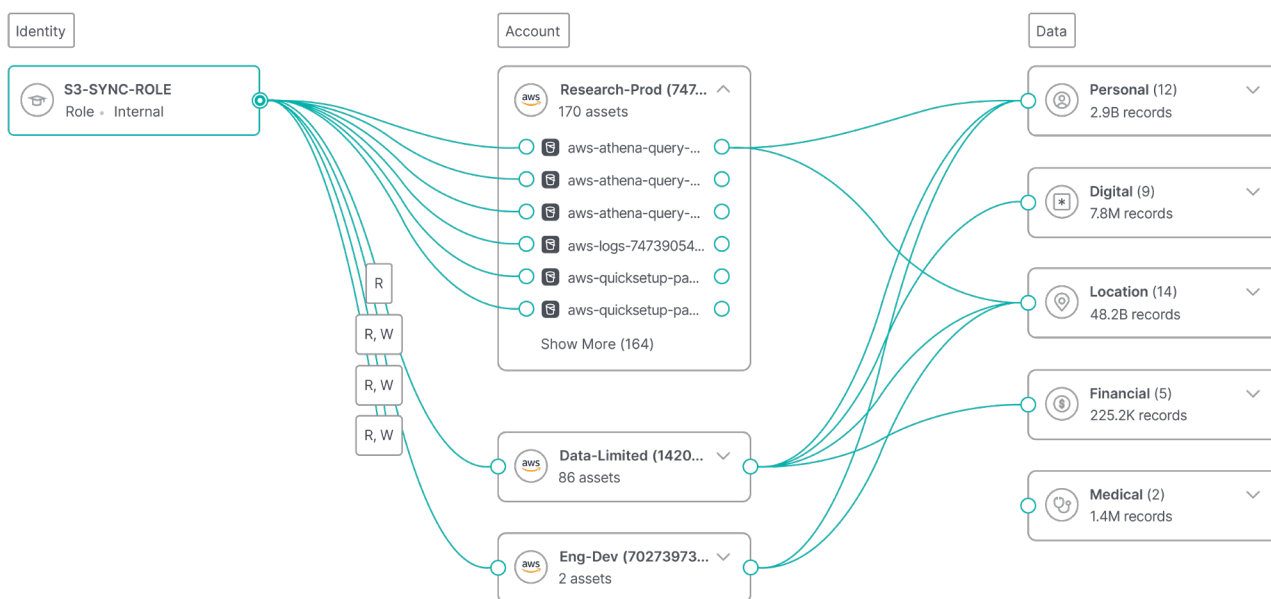 Identity
S3-SYNC-ROLE
Role • Internal
R
R, W
R, W
R, W
Account
aws
Research-Prod (747...
170 assets
aws-athena-query-...
aws-athena-query-...
aws-athena-query-...
aws-logs-74739054...
aws-quicksetup-pa...
aws-quicksetup-pa...
Show More (164)
aws
Data-Limited (1420...
86 assets
aws
Eng-Dev (70273973...
2 assets
Data
Personal (12)
2.9B records
Digital (9)
7.8M records
Location (14)
48.2B records
Financial (5)
225.2K records
Medical (2)
1.4M records